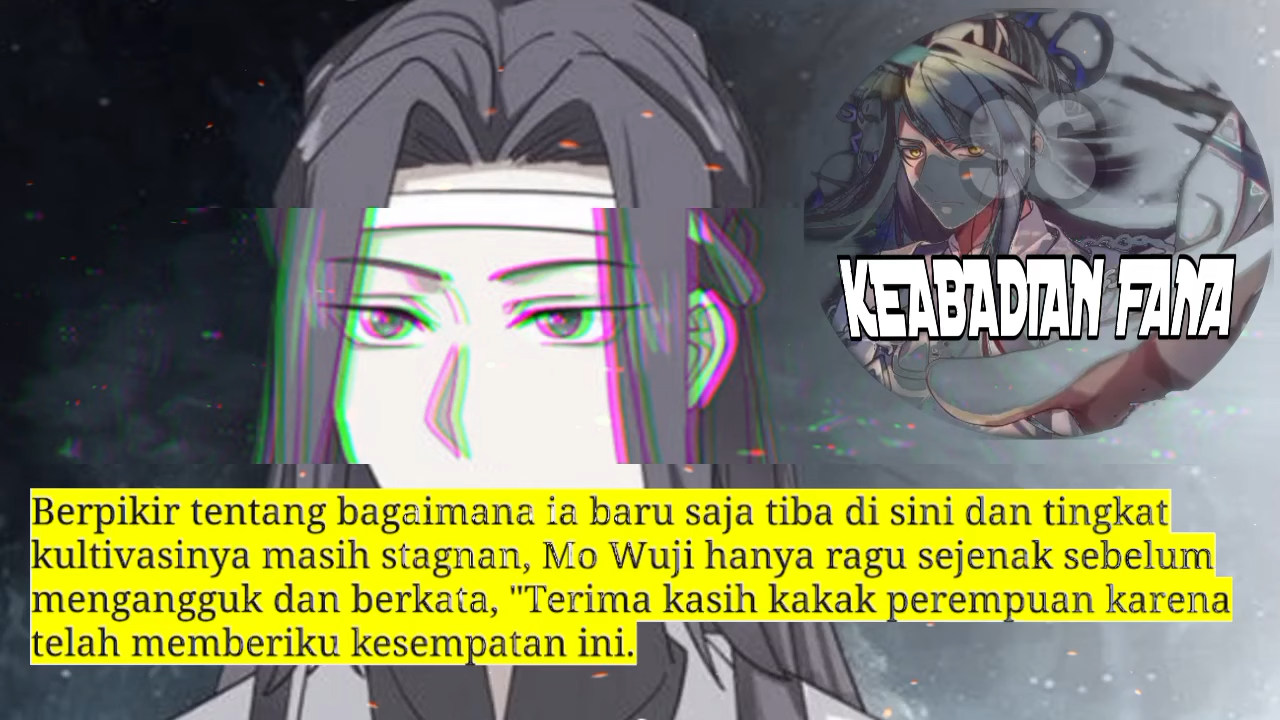 KEABADIAN FANA
Berpikir tentang bagaimana ia baru saja tiba di sini dan tingkat
kultivasinya masih stagnan, Mo Wuji hanya ragu sejenak sebelum
mengangguk dan berkata, "Terima kasih kakak perempuan karena
telah memberiku kesempatan ini.